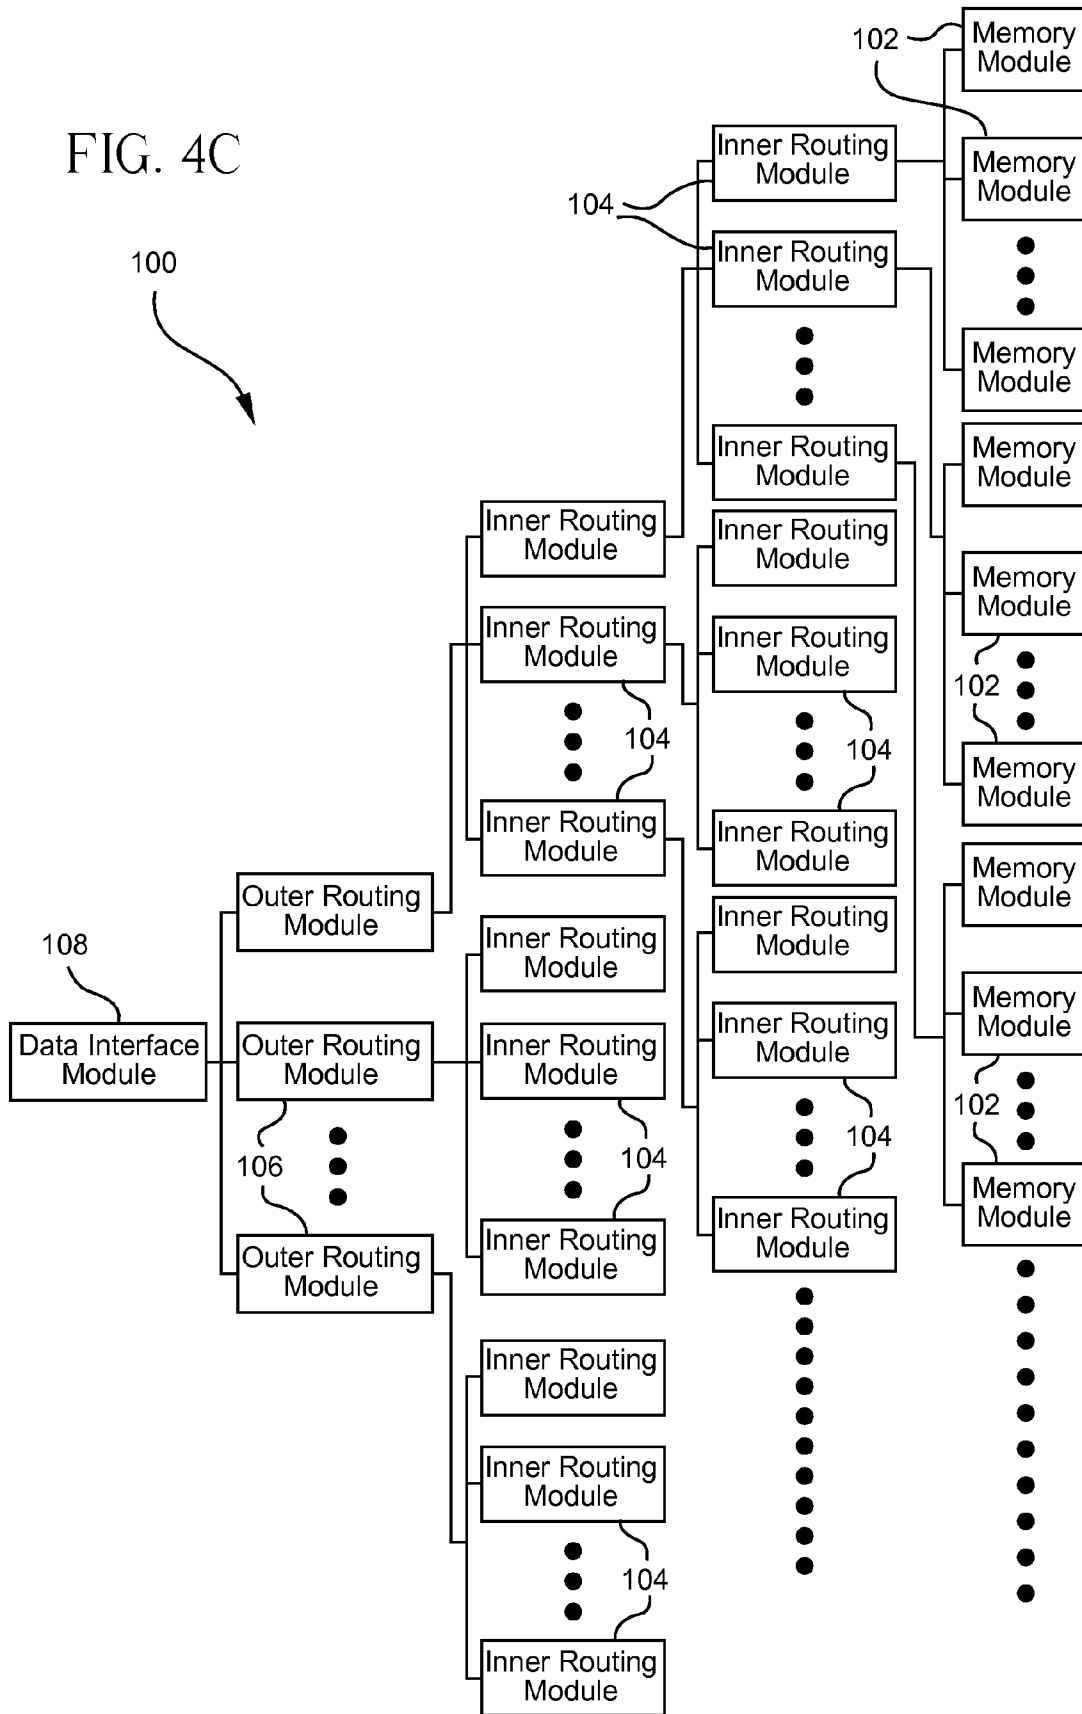 FIG. 4C
100
108
Data Interface
Module
Outer Routing
Module
Outer Routing
Module
106
Outer Routing
Module
Inner Routing
Module
Inner Routing
Module
104
Inner Routing
Module
Inner Routing
Module
Inner Routing
Module
104
Inner Routing
Module
Inner Routing
Module
Inner Routing
Module
104
Inner Routing
Module
104
Inner Routing
Module
Inner Routing
Module
Inner Routing
Module
Inner Routing
Module
Inner Routing
Module
104
Inner Routing
Module
Inner Routing
Module
Inner Routing
Module
104
Inner Routing
Module
102
Memory
Module
Memory
Module
Memory
Module
Memory
Module
Memory
Module
102
Memory
Module
Memory
Module
Memory
Module
102
Memory
Module